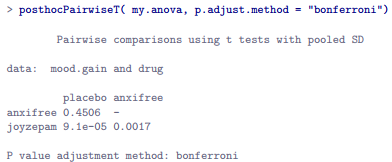 > posthocPairwiseT( my.anova, p.adjust.method = "bonferroni")
Pairwise comparisons using t tests with pooled SD
data:  mood.gain and drug
placebo anxifree
anxifree 0.4506  -
joyzepam 9.1e-05 0.0017
P value adjustment method: bonferroni